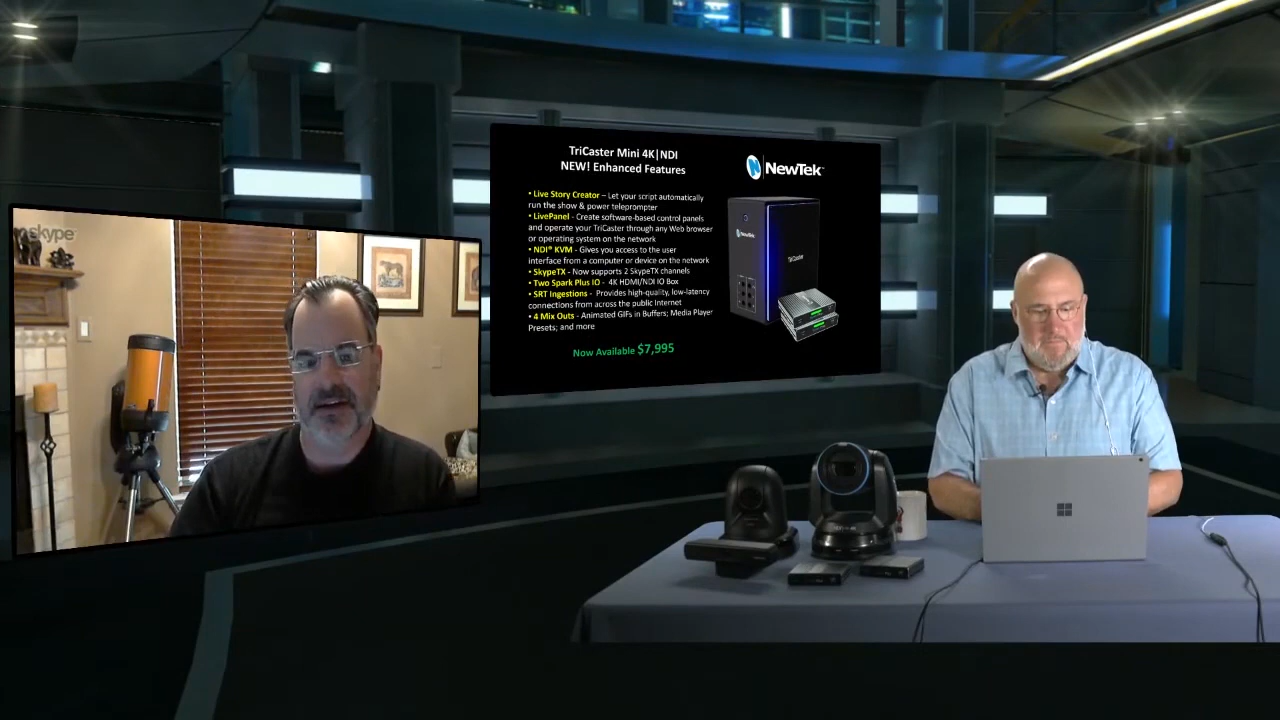 skype
TriCaster Mini 4K|NDI
NEW! Enhanced Features
NewTek™
• Live Story Creator – Let your script automatically
run the show & power teleprompter
• LivePanel - Create software-based control panels
and operate your TriCaster through any Web browser
or operating system on the network
• NDI® KVM - Gives you access to the user
interface from a computer or device on the network
• SkypeTX - Now supports 2 SkypeTX channels
• Two Spark Plus IO - 4K HDMI/NDI IO Box
• SRT Ingestions - Provides high-quality, low-latency
connections from across the public Internet
• 4 Mix Outs - Animated GIFs in Buffers; Media Player
Presets; and more
Now Available $7,995
NewTek
TriCaster